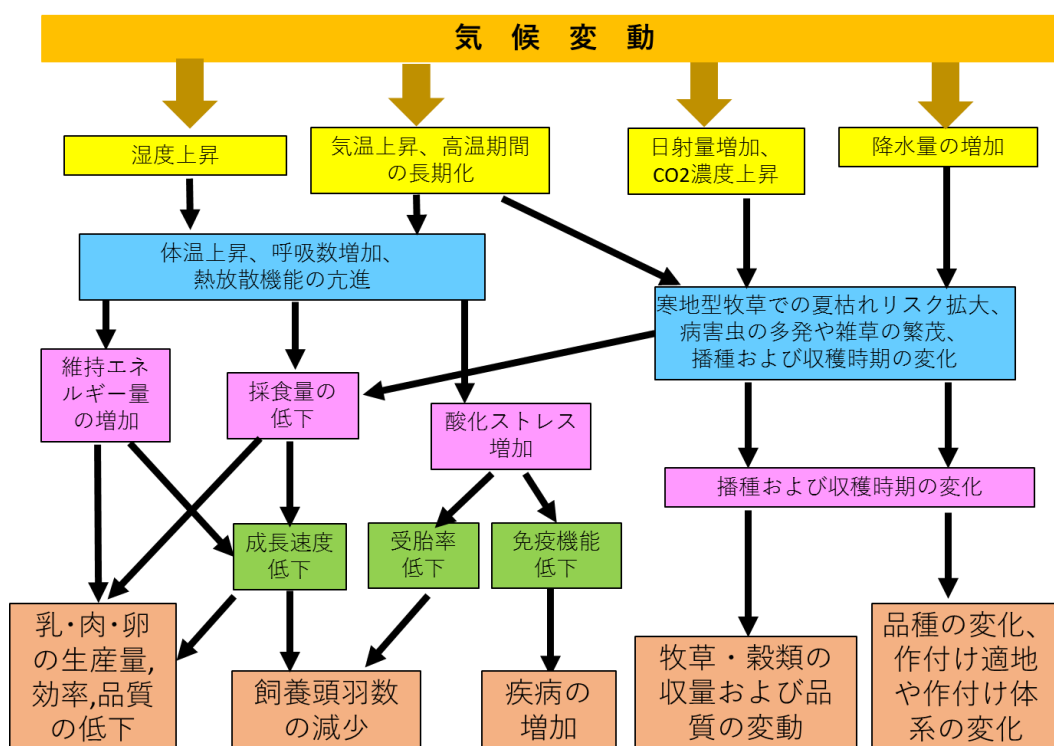 気 候 変 動
湿度上昇
気温上昇、高温期間
の長期化
日射量増加、
CO2濃度上昇
降水量の増加
体温上昇、呼吸数増加、
熱放散機能の亢進
寒地型牧草での夏枯れリスク拡大、
病害虫の多発や雑草の繁茂、
播種および収穫時期の変化
維持エネ
ルギー量
の増加
採食量の
低下
酸化ストレス
増加
播種および収穫時期の変化
成長速度
低下
受胎率
低下
免疫機能
低下
乳・肉・卵
の生産量,
効率,品質
の低下
飼養頭羽数
の減少
疾病の
増加
牧草・穀類の
収量および品
質の変動
品種の変化、
作付け適地
や作付け体
系の変化